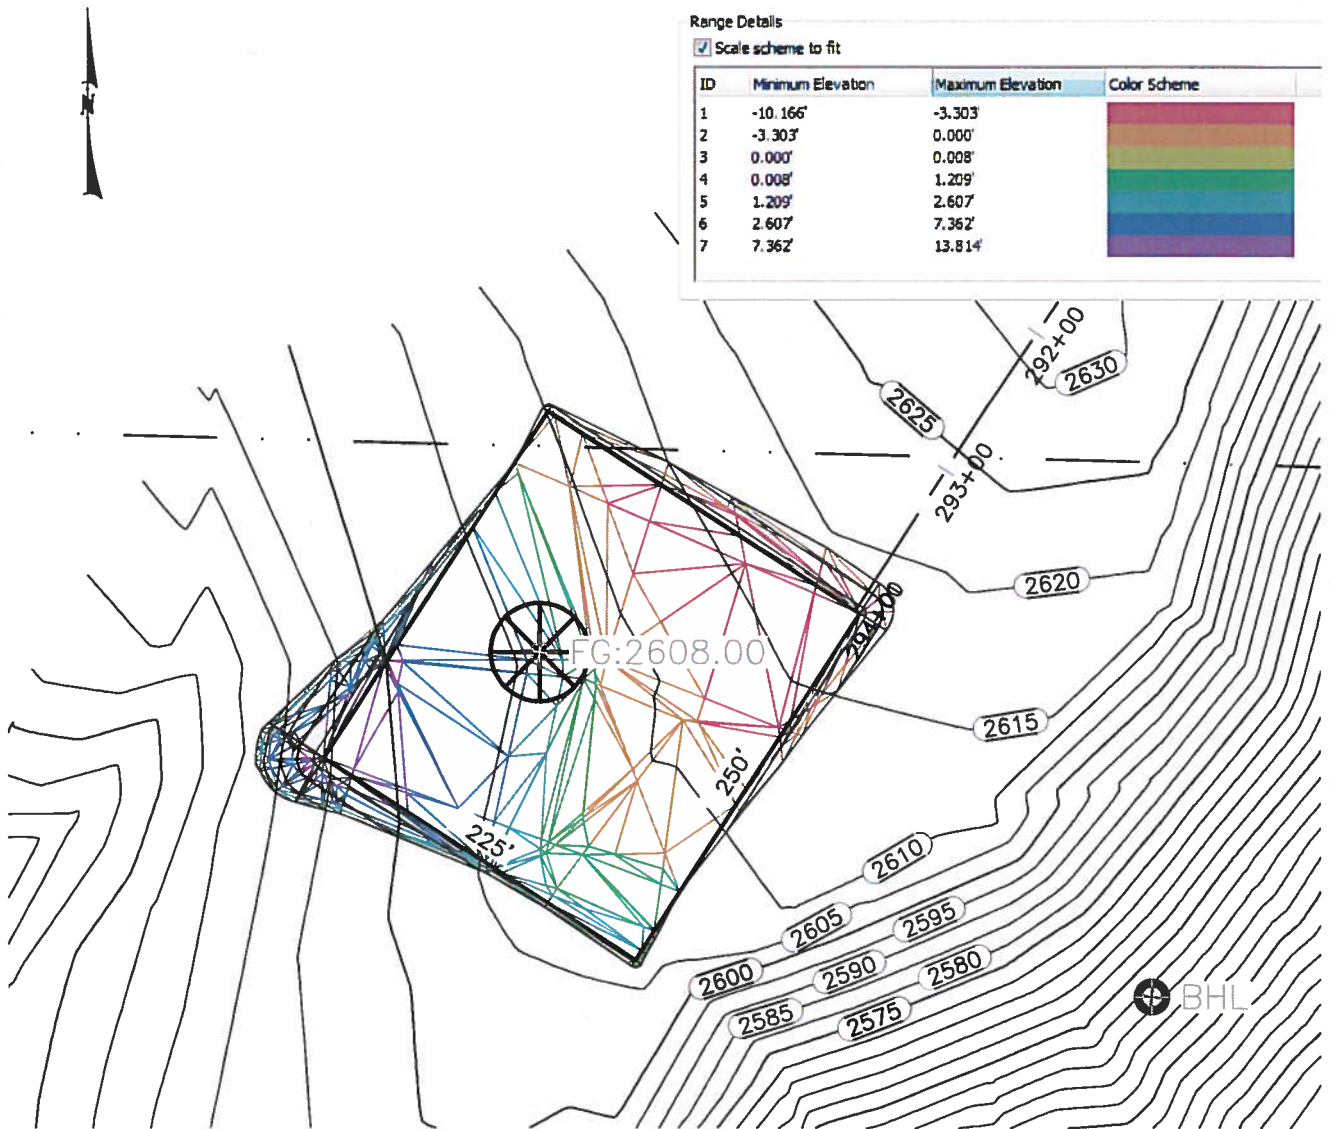 Range Details
Scale scheme to fit
ID Minimum Elevation Maximum Elevation Color Scheme
1 -10.166' -3.303'
2 -3.303' 0.000'
3 0.000' 0.008'
4 0.008' 1.209'
5 1.209' 2.607'
6 2.607' 7.362'
7 7.362' 13.814'
N
292+00
2630
2625
293+00
2620
294+00
FG:2608.00
2615
250'
225'
2610
2605
2595
2600
2590
2580
2585
2575
BHL